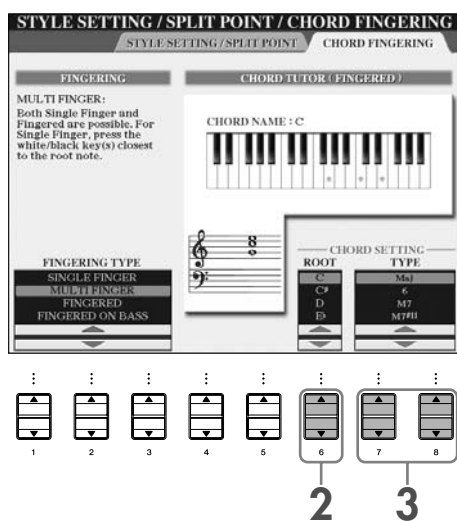 STYLE SETTING / SPLIT POINT / CHORD FINGERING
STYLE SETTING / SPLIT POINT
CHORD FINGERING
FINGERING
MULTI FINGER:
Both Single Finger and
Fingered are possible. For
Single Finger, press the
white/black key(s) closest
to the root note.
FINGERING TYPE
SINGLE FINGER
MULTI FINGER
FINGERED
FINGERED ON BASS
CHORD TUTOR ( FINGERED )
CHORD NAME : C
CHORD SETTING
ROOT
C
C#
D
E♭
TYPE
Maj
6
M7
M7#11
1
2
3
4
5
6
7
8
2
3